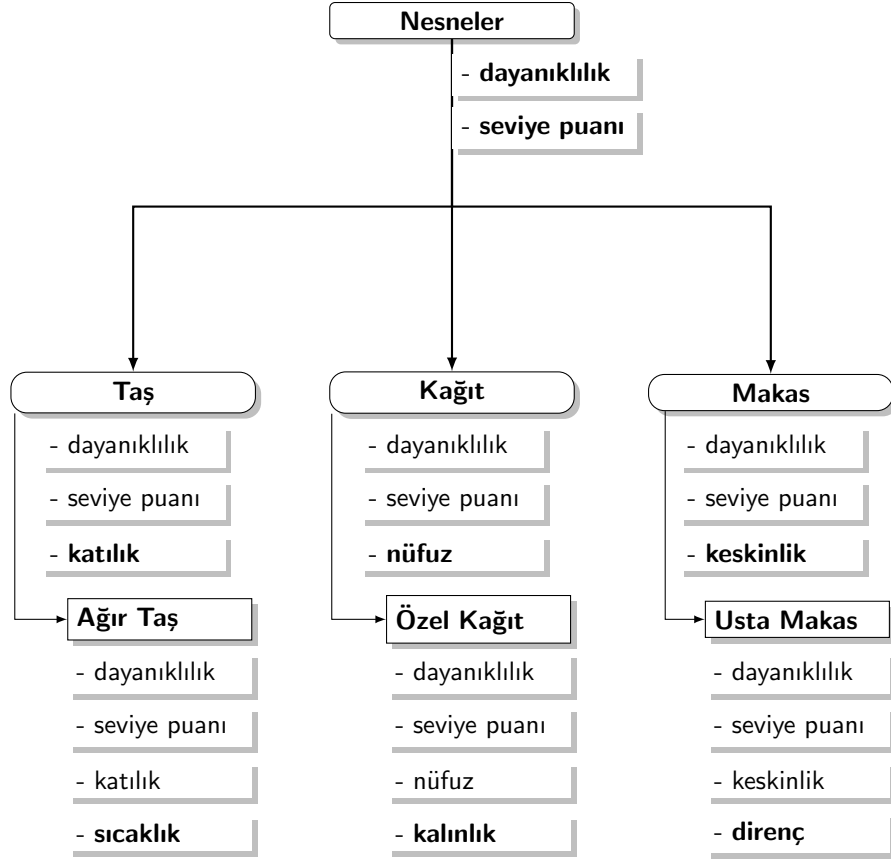 Nesneler
- dayanıklılık
- seviye puanı
Taş
- dayanıklılık
- seviye puanı
- katılık
Ağır Taş
- dayanıklılık
- seviye puanı
- katılık
- sıcaklık
Kağıt
- dayanıklılık
- seviye puanı
- nüfuz
Özel Kağıt
- dayanıklılık
- seviye puanı
- nüfuz
- kalınlık
Makas
- dayanıklılık
- seviye puanı
- keskinlik
Usta Makas
- dayanıklılık
- seviye puanı
- keskinlik
- direnç